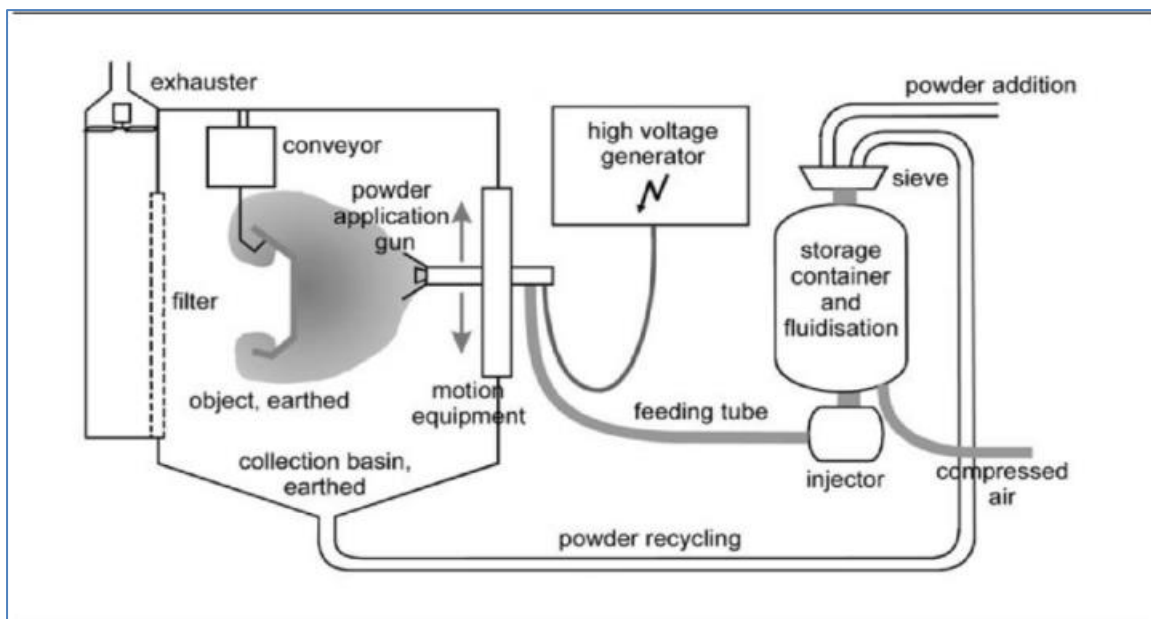 exhauster
powder addition
high voltage
generator
conveyor
sieve
powder
application
gun
storage
container
and
fluidisation
filter
object, earthed
motion
equipment
feeding tube
collection basin,
earthed
injector
compressed
air
powder recycling